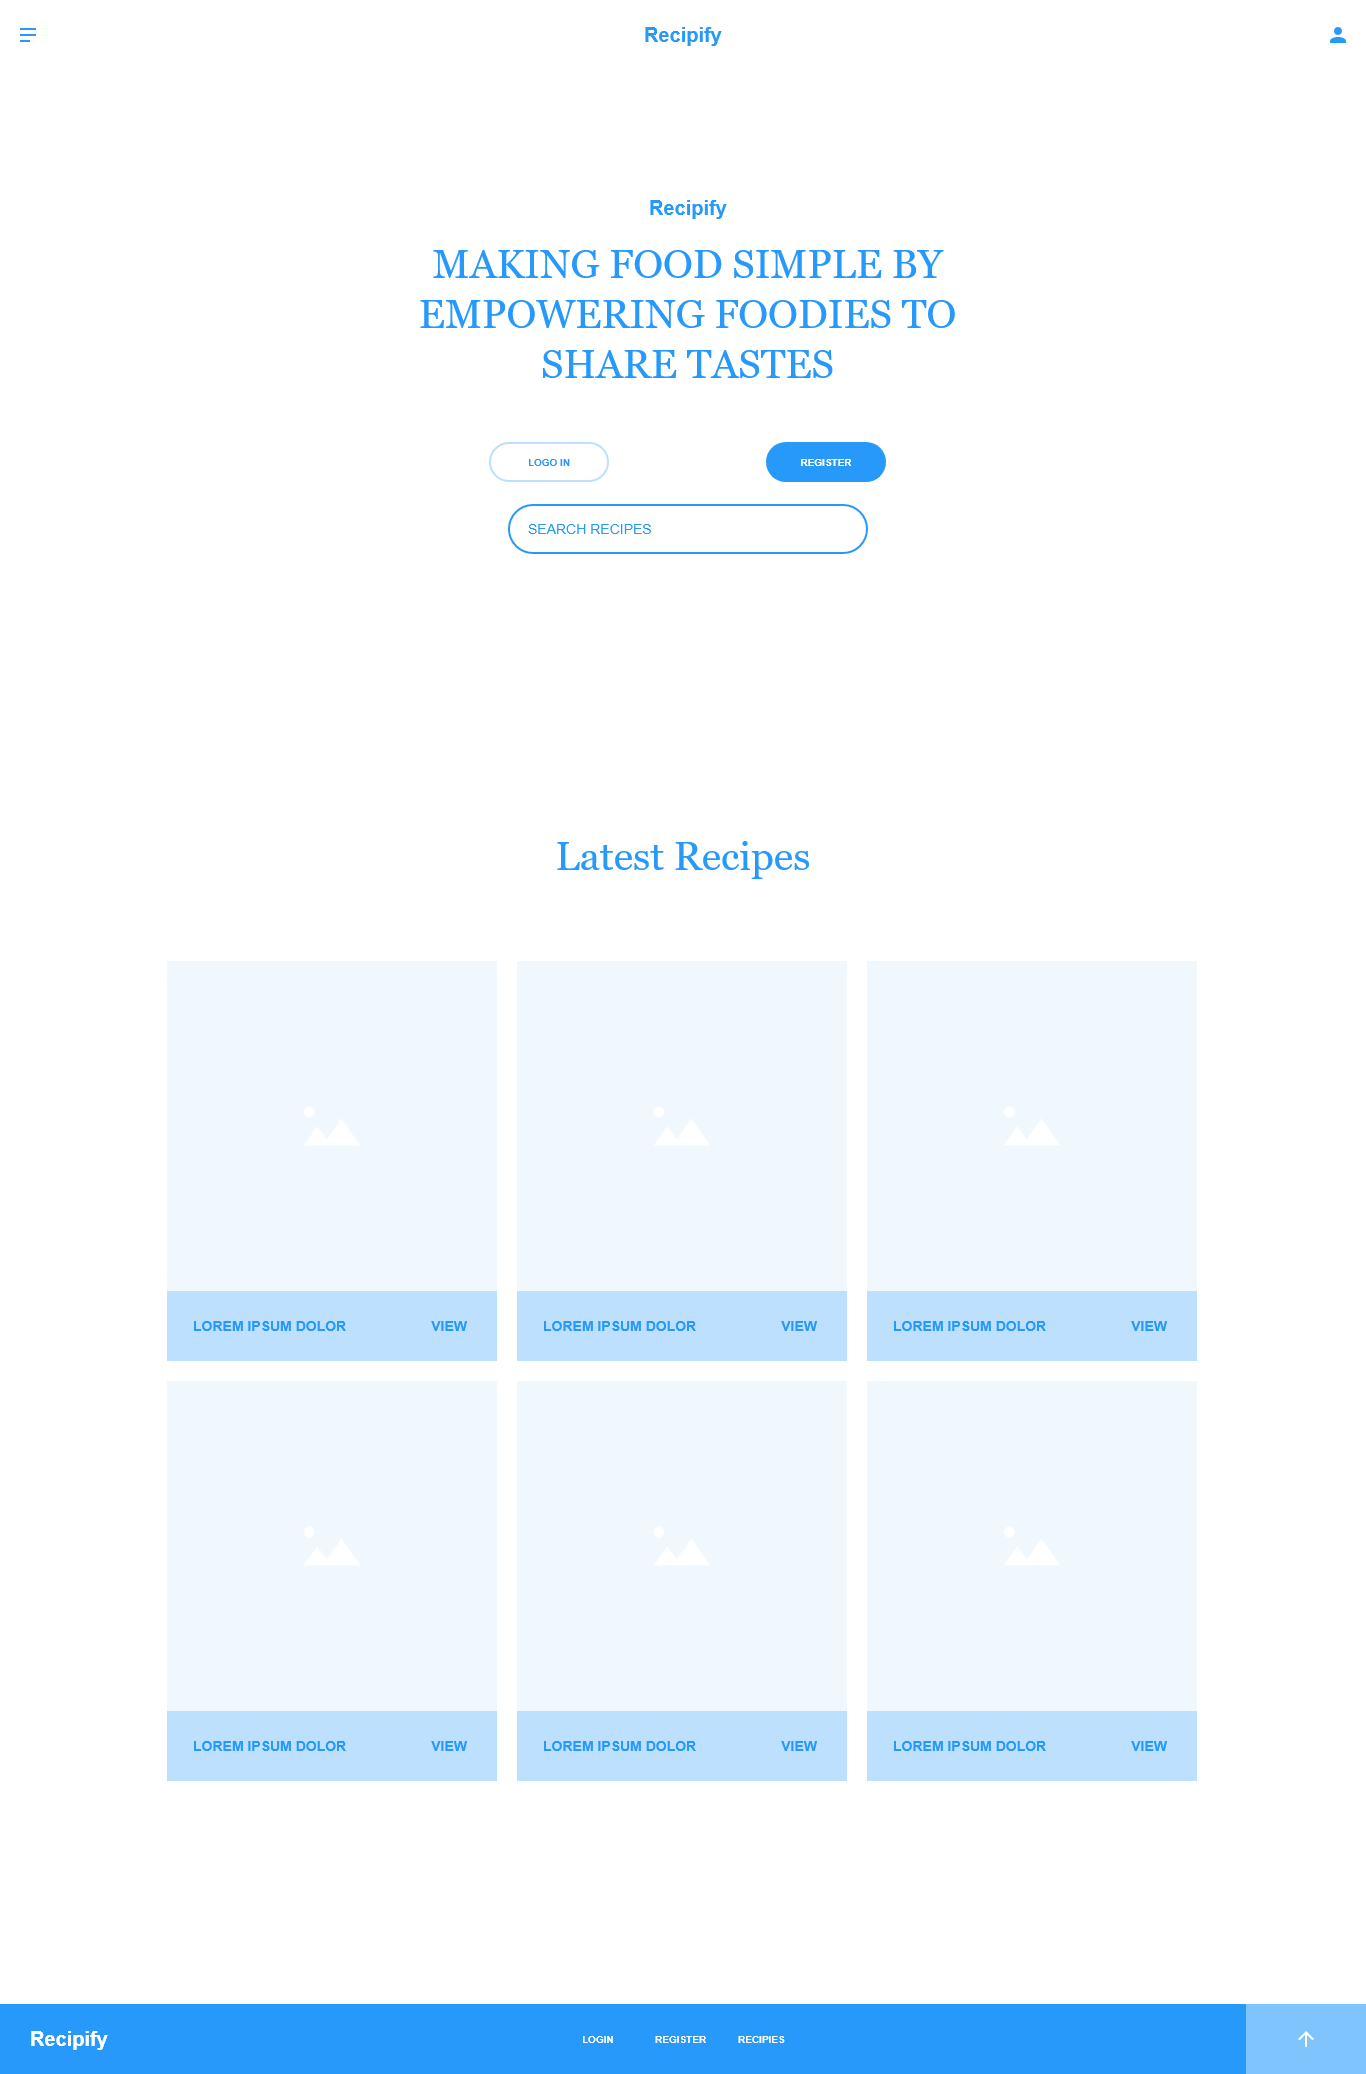 Recipify
Recipify
MAKING FOOD SIMPLE BY
EMPOWERING FOODIES TO
SHARE TASTES
LOGO IN
REGISTER
SEARCH RECIPES
Latest Recipes
LOREM IPSUM DOLOR VIEW
LOREM IPSUM DOLOR VIEW
LOREM IPSUM DOLOR VIEW
LOREM IPSUM DOLOR VIEW
LOREM IPSUM DOLOR VIEW
LOREM IPSUM DOLOR VIEW
Recipify
LOGIN
REGISTER
RECIPIES